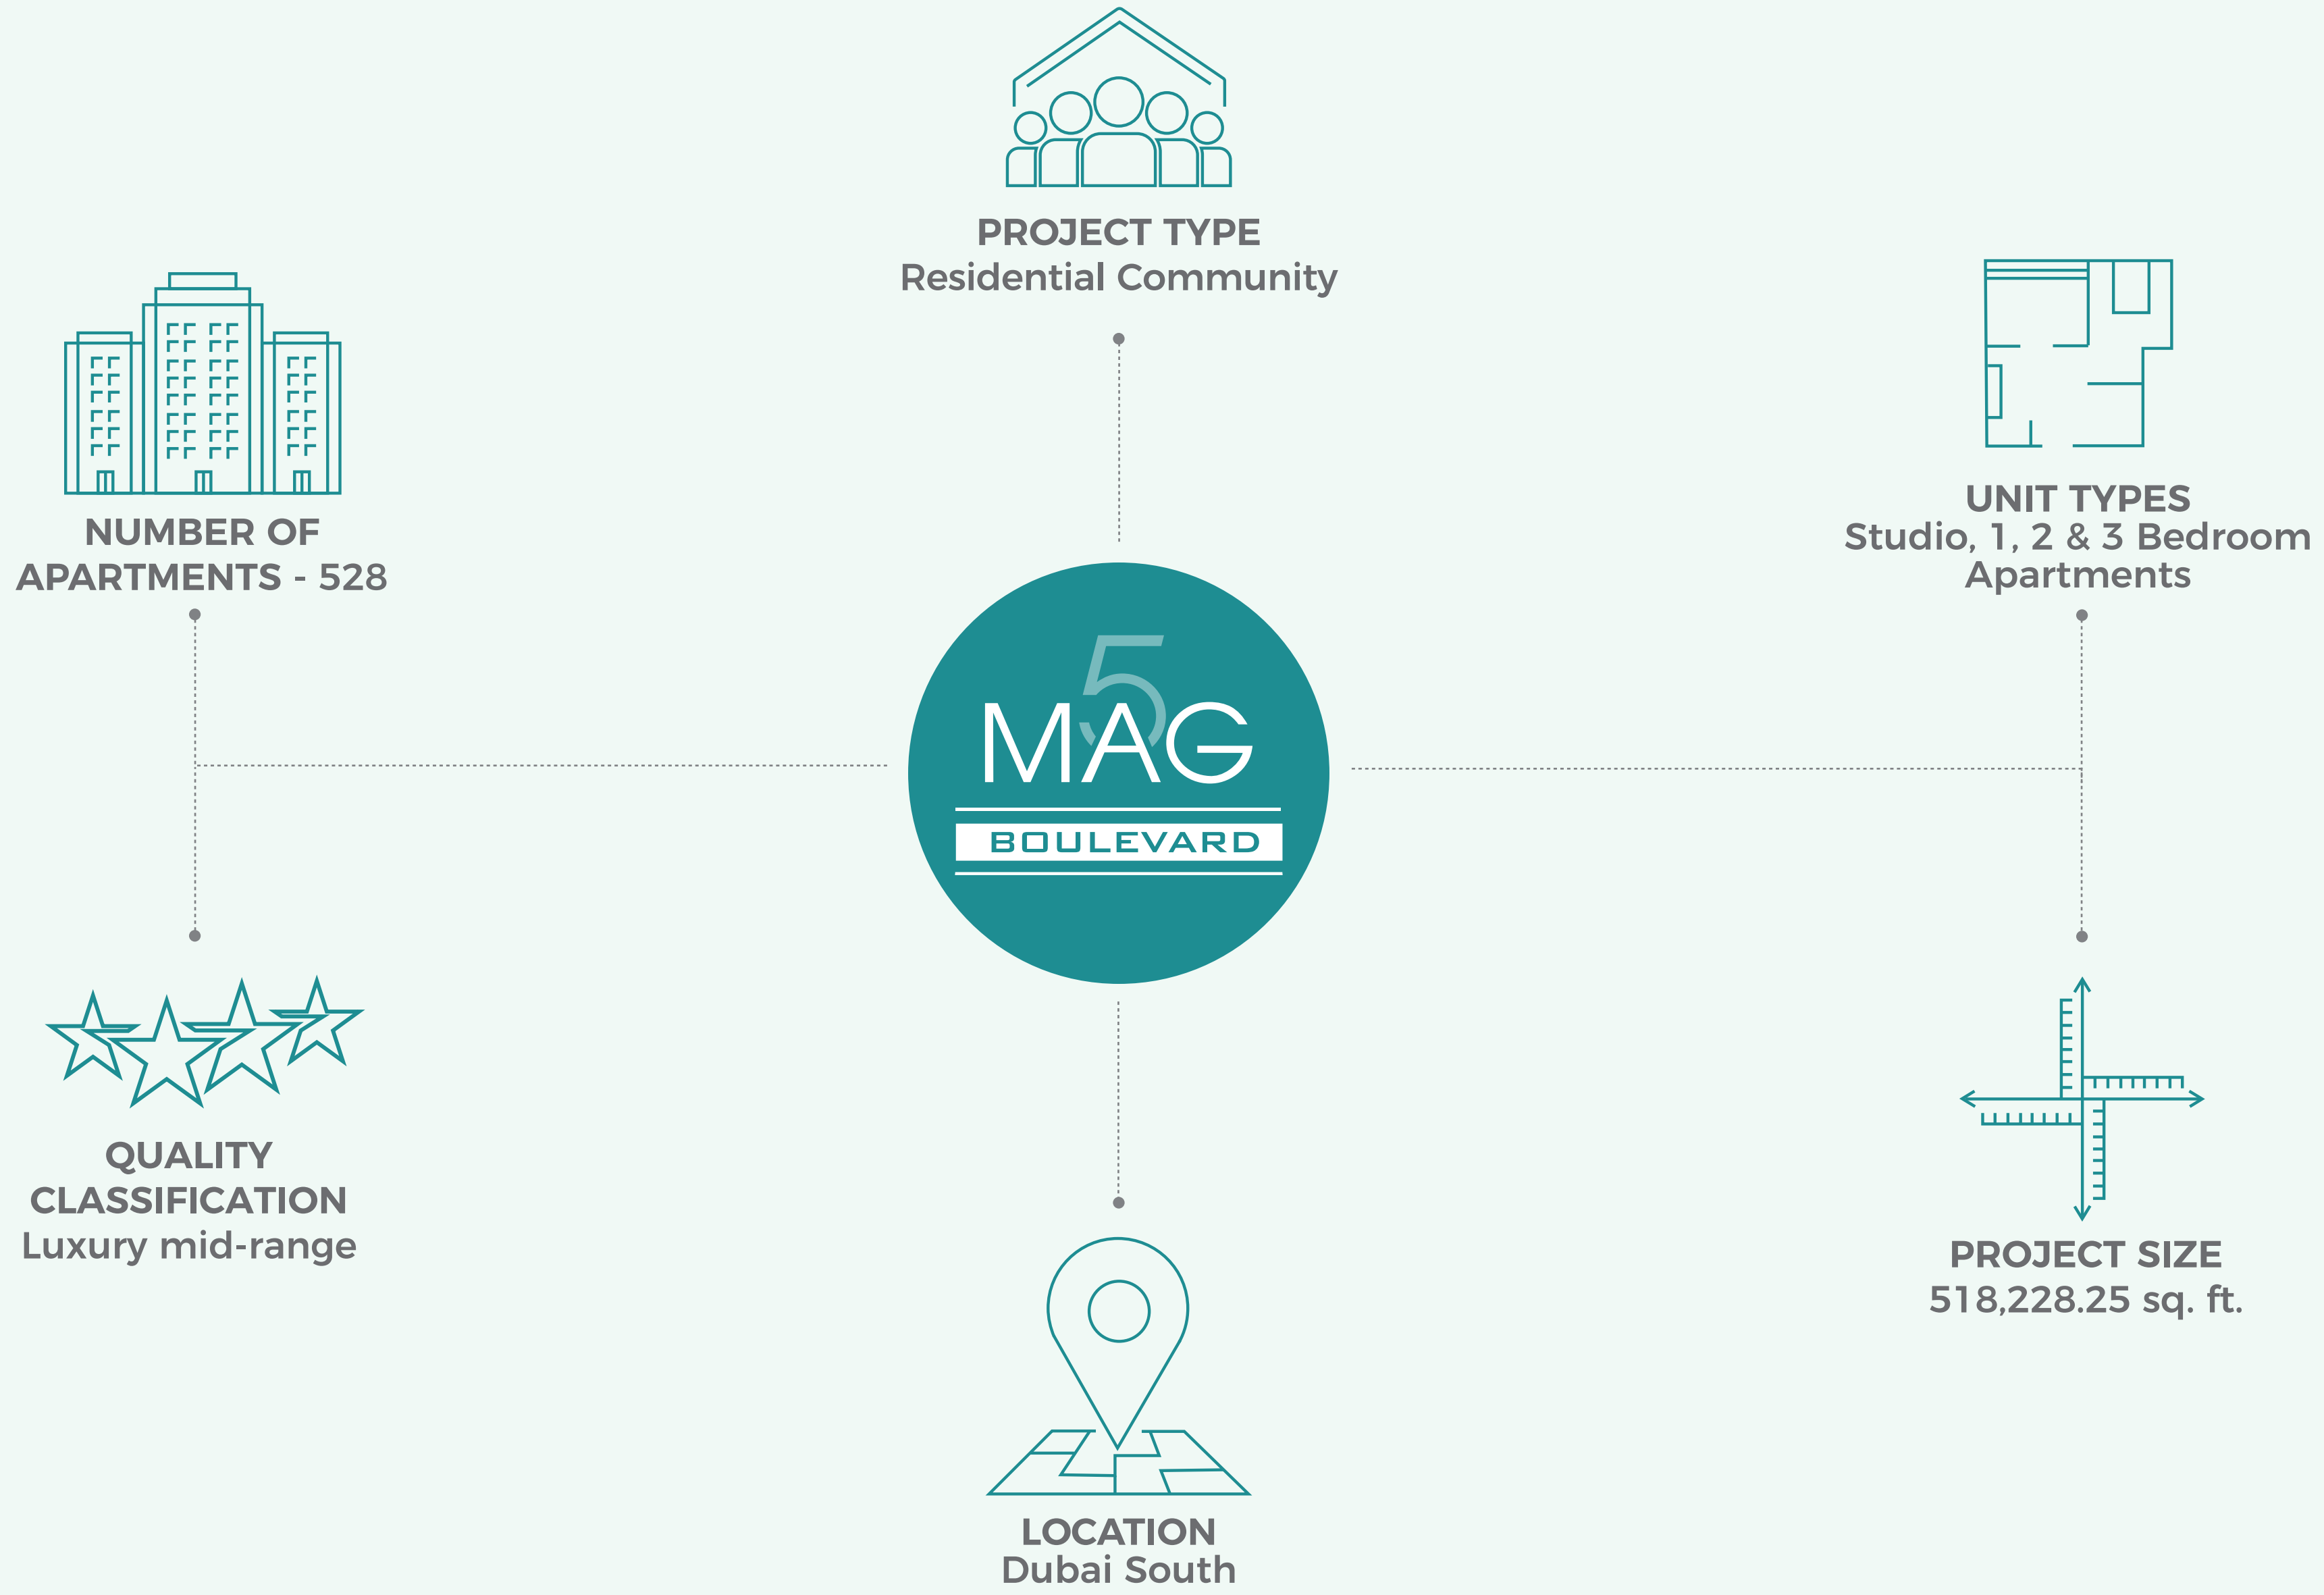 PROJECT TYPE
Residential Community
NUMBER OF
APARTMENTS - 528
UNIT TYPES
Studio, 1, 2 & 3 Bedroom
Apartments
5
MAG
BOULEVARD
QUALITY
CLASSIFICATION
Luxury mid-range
PROJECT SIZE
518,228.25 sq. ft.
LOCATION
Dubai South